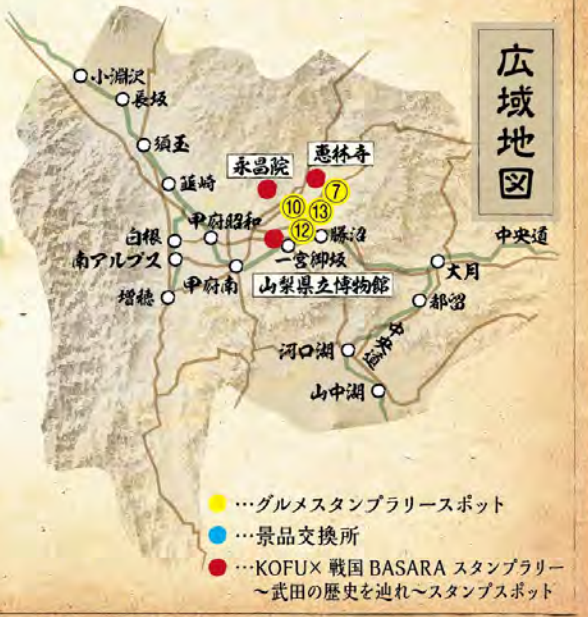 広域地図
小淵沢
長坂
須玉
韮崎
永昌院
恵林寺
7
10
13
12
甲府昭和
白根
南アルプス
増穂
甲府南
勝沼
一宮御坂
山梨県立博物館
中央道
大月
都留
中央道
河口湖
山中湖
…グルメスタンプラリースポット
…景品交換所
…KOFU× 戦国 BASARA スタンプラリー
～武田の歴史を辿れ～スタンプスポット